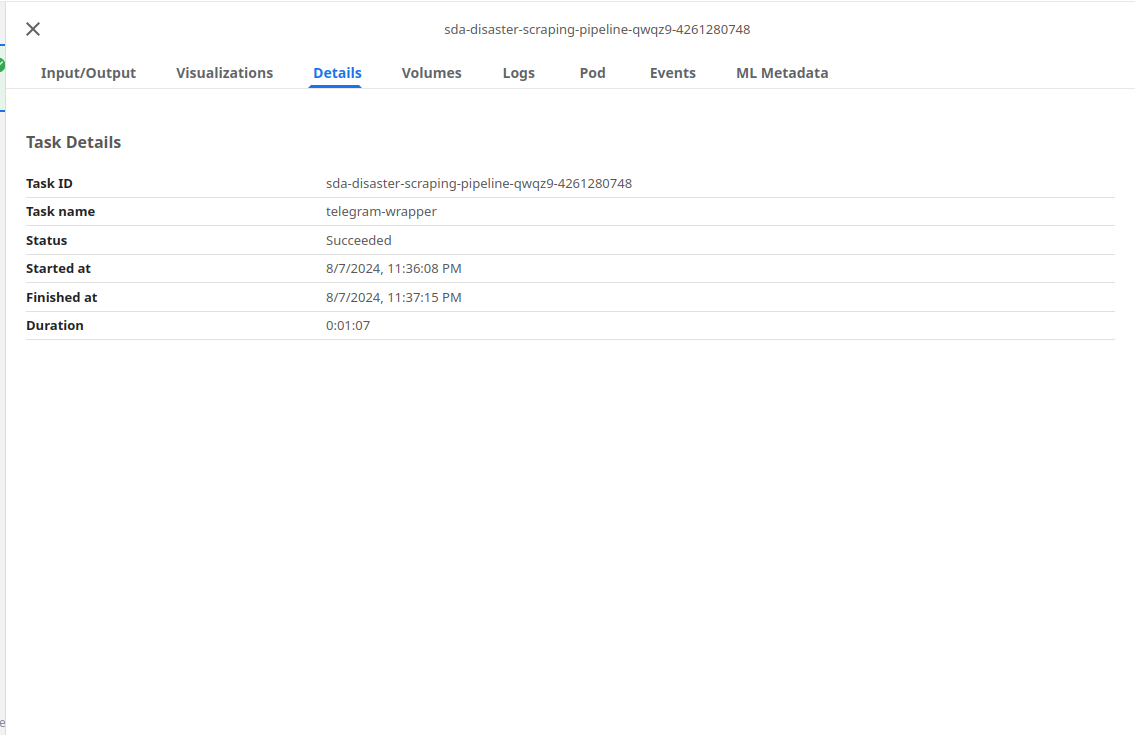 sda-disaster-scraping-pipeline-qwqz9-4261280748
Input/Output Visualizations Details Volumes Logs Pod Events ML Metadata
Task Details
Task ID sda-disaster-scraping-pipeline-qwqz9-4261280748
Task name telegram-wrapper
Status Succeeded
Started at 8/7/2024, 11:36:08 PM
Finished at 8/7/2024, 11:37:15 PM
Duration 0:01:07